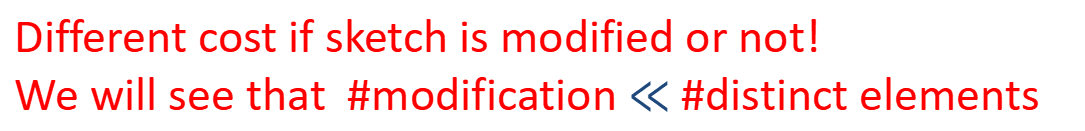 Different cost if sketch is modified or not!
We will see that #modification ≪ #distinct elements